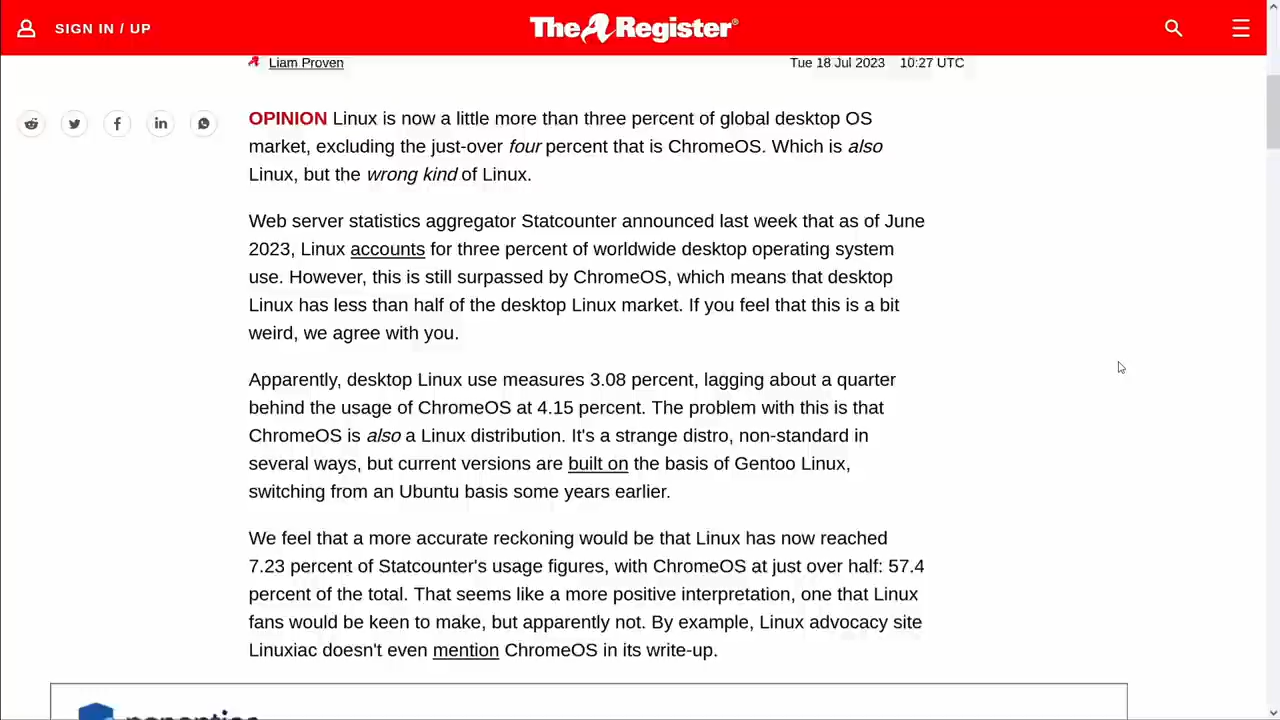 SIGN IN / UP
The Register®
Liam Proven
Tue 18 Jul 2023 10:27 UTC
OPINION Linux is now a little more than three percent of global desktop OS
market, excluding the just-over four percent that is ChromeOS. Which is also
Linux, but the wrong kind of Linux.
Web server statistics aggregator Statcounter announced last week that as of June
2023, Linux accounts for three percent of worldwide desktop operating system
use. However, this is still surpassed by ChromeOS, which means that desktop
Linux has less than half of the desktop Linux market. If you feel that this is a bit
weird, we agree with you.
Apparently, desktop Linux use measures 3.08 percent, lagging about a quarter
behind the usage of ChromeOS at 4.15 percent. The problem with this is that
ChromeOS is also a Linux distribution. It's a strange distro, non-standard in
several ways, but current versions are built on the basis of Gentoo Linux,
switching from an Ubuntu basis some years earlier.
We feel that a more accurate reckoning would be that Linux has now reached
7.23 percent of Statcounter's usage figures, with ChromeOS at just over half: 57.4
percent of the total. That seems like a more positive interpretation, one that Linux
fans would be keen to make, but apparently not. By example, Linux advocacy site
Linuxiac doesn't even mention ChromeOS in its write-up.